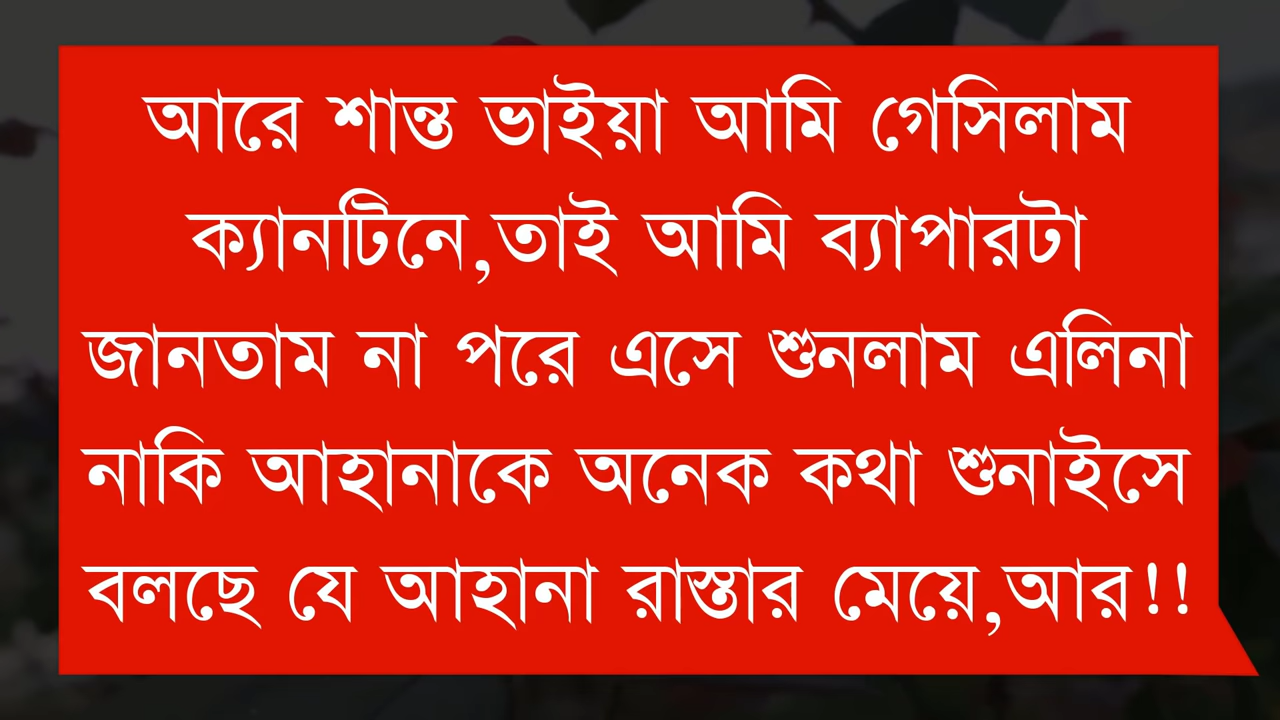 আরে শান্ত ভাইয়া আমি গেসিলাম
ক্যানটিনে,তাই আমি ব্যাপারটা
জানতাম না পরে এসে শুনলাম এলিনা
নাকি আহানাকে অনেক কথা শুনাইসে
বলছে যে আহানা রাস্তার মেয়ে,আর!!